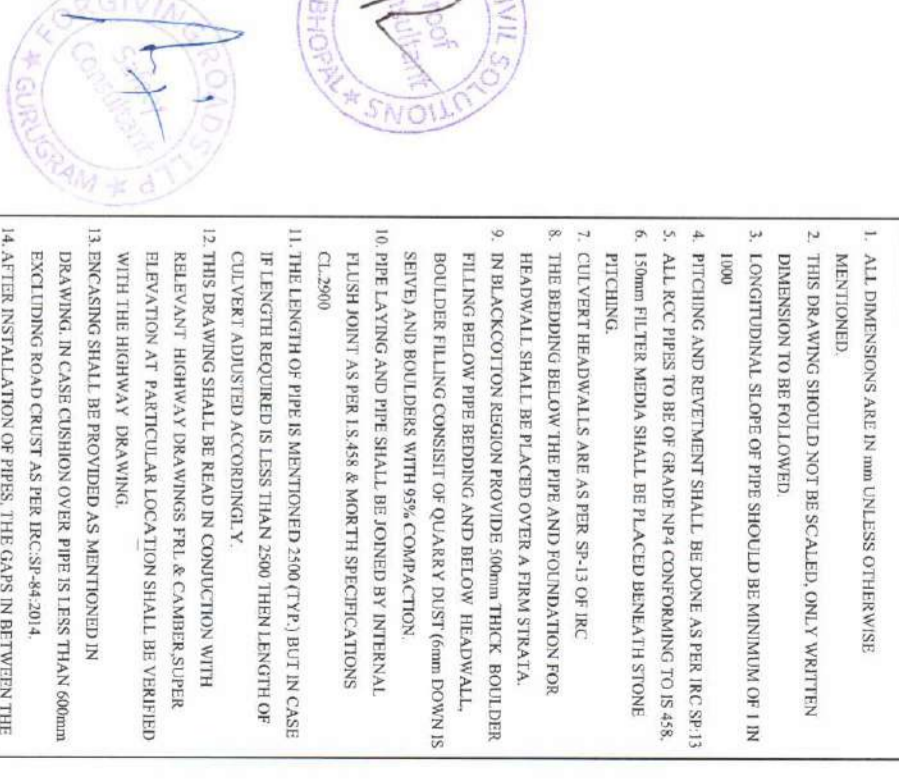 1. ALL DIMENSIONS ARE IN mm UNLESS OTHERWISE
MENTIONED.
2. THIS DRAWING SHOULD NOT BE SCALED, ONLY WRITTEN
DIMENSION TO BE FOLLOWED.
3. LONGITUDINAL SLOPE OF PIPE SHOULD BE MINIMUM OF 1 IN
1000
4. PITCHING AND REVETMENT SHALL BE DONE AS PER IRC SP:13
5. ALL RCC PIPES TO BE OF GRADE NP4 CONFORMING TO IS 458.
6. 150mm FILTER MEDIA SHALL BE PLACED BENEATH STONE
PITCHING.
7. CULVERT HEADWALLS ARE AS PER SP-13 OF IRC
8. THE BEDDING BELOW THE PIPE AND FOUNDATION FOR
HEADWALL SHALL BE PLACED OVER A FIRM STRATA.
9. IN BLACKCOTTON REGION PROVIDE 500mm THICK BOULDER
FILLING BELOW PIPE BEDDING AND BELOW HEADWALL,
BOULDER FILLING CONSISIT OF QUARRY DUST (6mm DOWN IS
SEIVE) AND BOULDERS WITH 95% COMPACTION.
10. PIPE LAYING AND PIPE SHALL BE JOINED BY INTERNAL
FLUSH JOINT AS PER I.S.458 & MORTH SPECIFICATIONS
CL.2900
11. THE LENGTH OF PIPE IS MENTIONED 2500 (TYP.) BUT IN CASE
IF LENGTH REQUIRED IS LESS THAN 2500 THEN LENGTH OF
CULVERT ADJUSTED ACCORDINGLY.
12. THIS DRAWING SHALL BE READ IN CONJUCTION WITH
RELEVANT HIGHWAY DRAWINGS FRL & CAMBER,SUPER
ELEVATION AT PARTICULAR LOCATION SHALL BE VERIFIED
WITH THE HIGHWAY DRAWING.
13. ENCASING SHALL BE PROVIDED AS MENTIONED IN
DRAWING. IN CASE CUSHION OVER PIPE IS LESS THAN 600mm
EXCLUDING ROAD CRUST AS PER IRC:SP-84:2014.
14. AFTER INSTALLATION OF PIPES, THE GAPS IN BETWEEN THE
CIVIL SOLUTIONS
Proof
Consultant
BHOPAL
FORGIVING ROADS LLP
Safety
Consultant
GURUGRAM